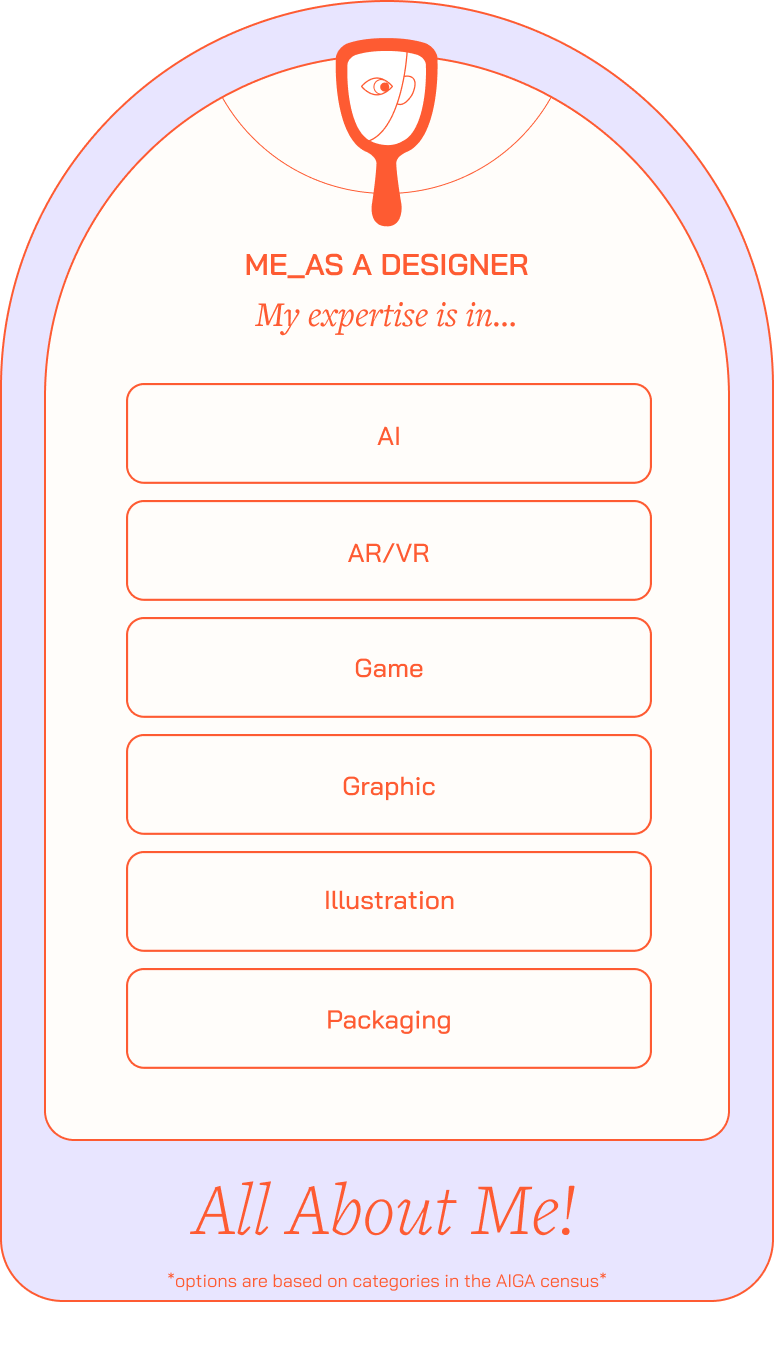 ME_AS A DESIGNER
My expertise is in...
AI
AR/VR
Game
Graphic
Illustration
Packaging
All About Me!
*options are based on categories in the AIGA census*